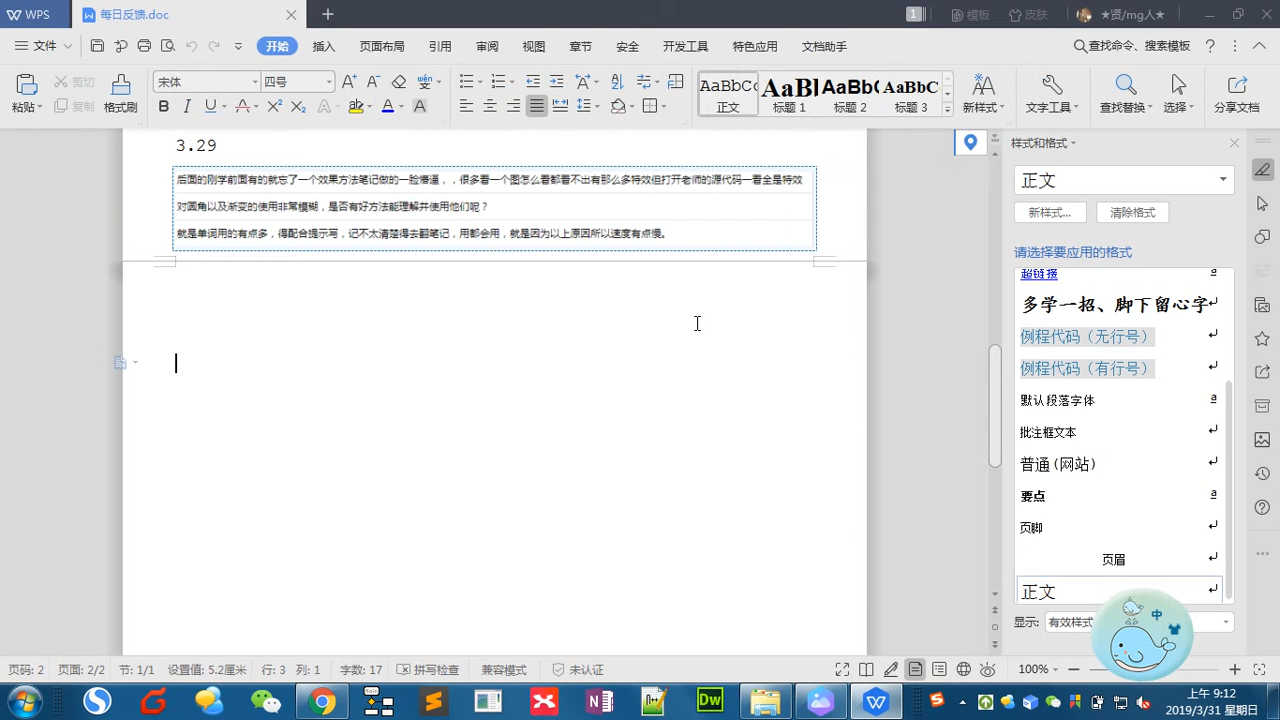 WPS
每日反馈.doc
1
模板
皮肤
★贤/mg人★
文件
开始
插入
页面布局
引用
审阅
视图
章节
安全
开发工具
特色应用
文档助手
查找命令、搜索模板
粘贴
剪切
复制
格式刷
宋体
四号
B I U A X² X₂ A A A
AaBbCc
正文
AaBl
标题 1
AaBb(
标题 2
AaBbC
标题 3
新样式
文字工具
查找替换
选择
分享文档
3.29
后面的刚学前面有的就忘了一个效果方法笔记做的一脸懵逼，，很多看一个图怎么看都看不出有那么多特效但打开老师的源代码一看全是特效
对圆角以及渐变的使用非常模糊，是否有好方法能理解并使用他们呢？
就是单词用的有点多，得配合提示写，记不太清楚得去翻笔记，用都会用，就是因为以上原因所以速度有点慢。
样式和格式
正文
新样式...
清除格式
请选择要应用的格式
超链接
多学一招、脚下留心字
例程代码（无行号）
例程代码（有行号）
默认段落字体
批注框文本
普通(网站)
要点
页脚
页眉
正文
显示:
有效样式
中
页码: 2
页面: 2/2
节: 1/1
设置值: 5.2厘米
行: 3
列: 1
字数: 17
拼写检查
兼容模式
未认证
100%
Dw
上午 9:12
2019/3/31 星期日